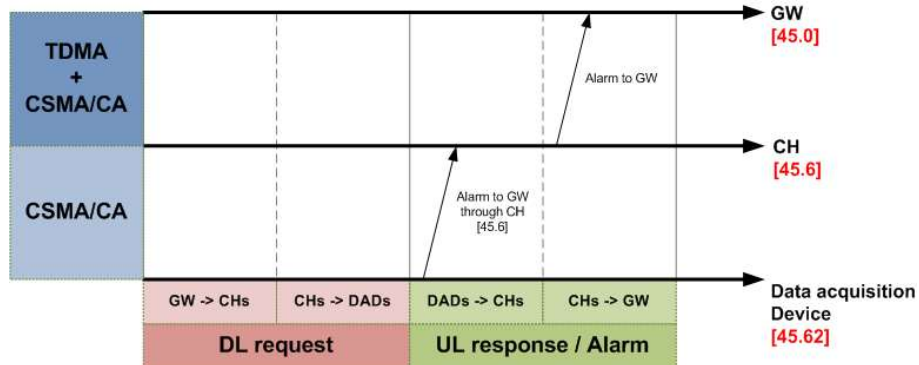 GW
[45.0]
TDMA
+
CSMA/CA
Alarm to GW
CH
[45.6]
CSMA/CA
Alarm to GW
through CH
[45.6]
GW -> CHs
CHs -> DADs
DADs -> CHs
CHs -> GW
Data acquisition
Device
[45.62]
DL request
UL response / Alarm